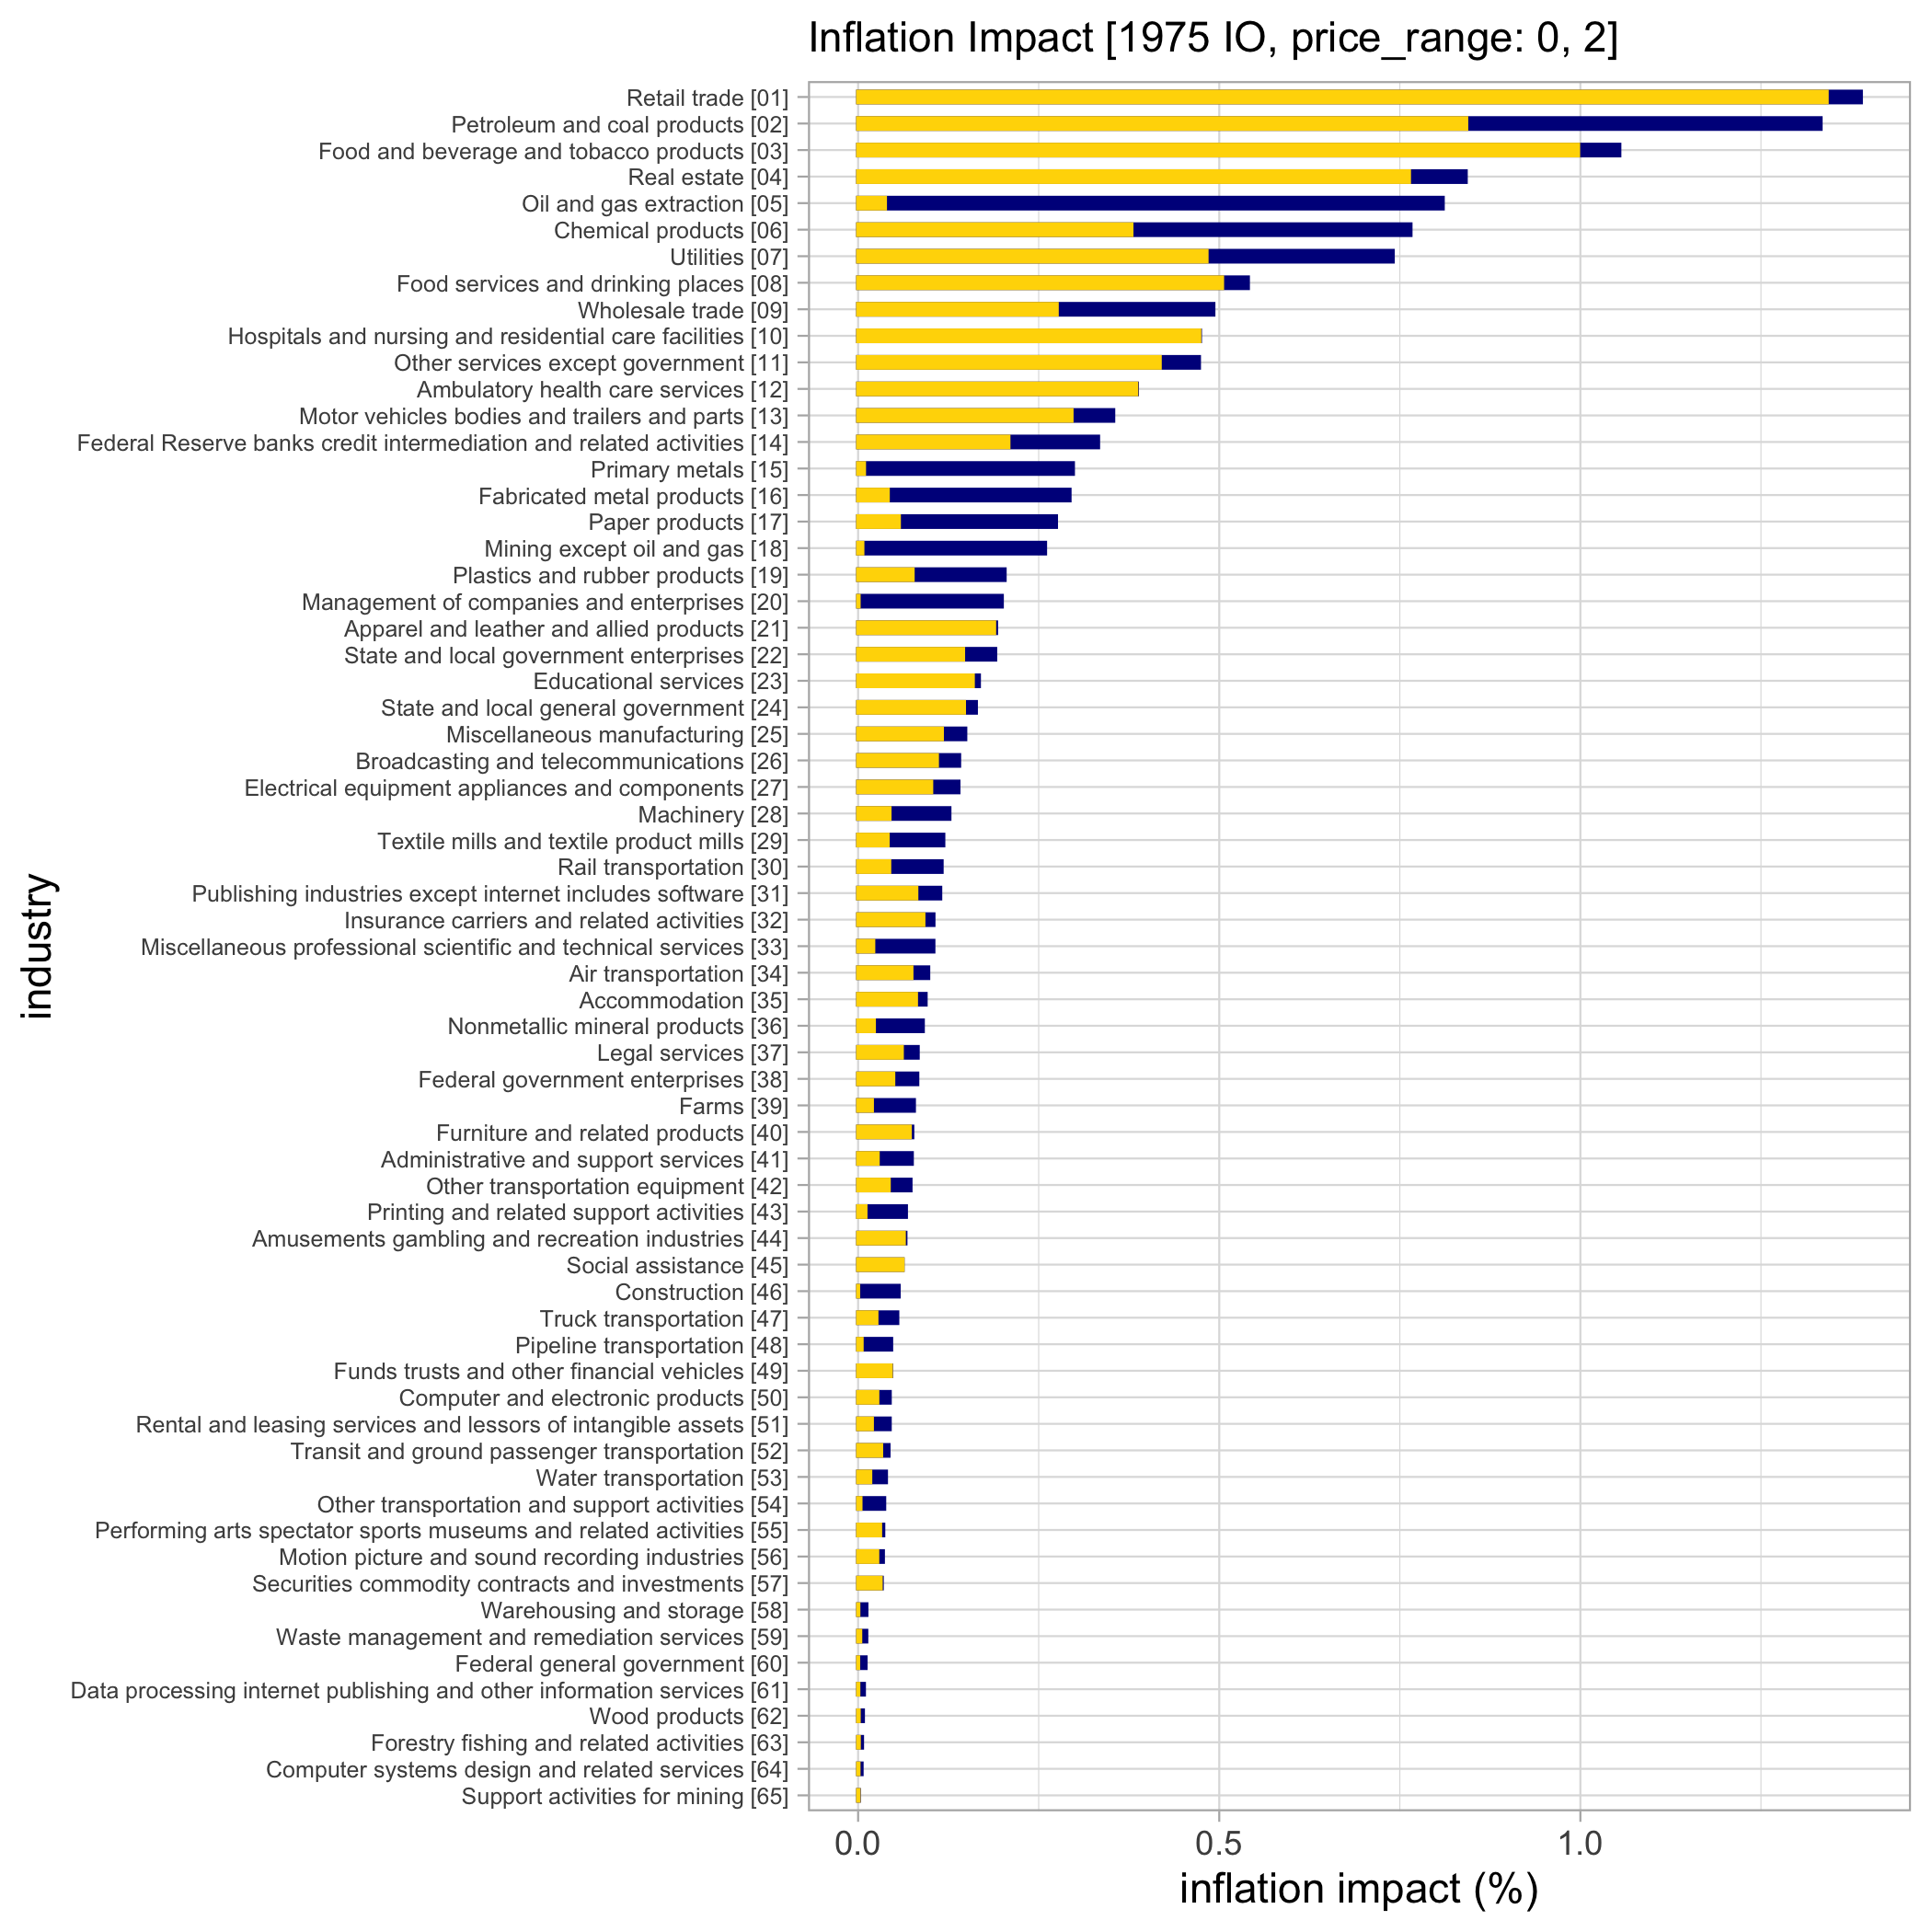 Inflation Impact [1975 IO, price_range: 0, 2]
Retail trade [01]
Petroleum and coal products [02]
Food and beverage and tobacco products [03]
Real estate [04]
Oil and gas extraction [05]
Chemical products [06]
Utilities [07]
Food services and drinking places [08]
Wholesale trade [09]
Hospitals and nursing and residential care facilities [10]
Other services except government [11]
Ambulatory health care services [12]
Motor vehicles bodies and trailers and parts [13]
Federal Reserve banks credit intermediation and related activities [14]
Primary metals [15]
Fabricated metal products [16]
Paper products [17]
Mining except oil and gas [18]
Plastics and rubber products [19]
Management of companies and enterprises [20]
Apparel and leather and allied products [21]
State and local government enterprises [22]
Educational services [23]
State and local general government [24]
Miscellaneous manufacturing [25]
Broadcasting and telecommunications [26]
Electrical equipment appliances and components [27]
Machinery [28]
Textile mills and textile product mills [29]
Rail transportation [30]
Publishing industries except internet includes software [31]
Insurance carriers and related activities [32]
Miscellaneous professional scientific and technical services [33]
Air transportation [34]
Accommodation [35]
Nonmetallic mineral products [36]
Legal services [37]
Federal government enterprises [38]
Farms [39]
Furniture and related products [40]
Administrative and support services [41]
Other transportation equipment [42]
Printing and related support activities [43]
Amusements gambling and recreation industries [44]
Social assistance [45]
Construction [46]
Truck transportation [47]
Pipeline transportation [48]
Funds trusts and other financial vehicles [49]
Computer and electronic products [50]
Rental and leasing services and lessors of intangible assets [51]
Transit and ground passenger transportation [52]
Water transportation [53]
Other transportation and support activities [54]
Performing arts spectator sports museums and related activities [55]
Motion picture and sound recording industries [56]
Securities commodity contracts and investments [57]
Warehousing and storage [58]
Waste management and remediation services [59]
Federal general government [60]
Data processing internet publishing and other information services [61]
Wood products [62]
Forestry fishing and related activities [63]
Computer systems design and related services [64]
Support activities for mining [65]
industry
0.0 0.5 1.0
inflation impact (%)